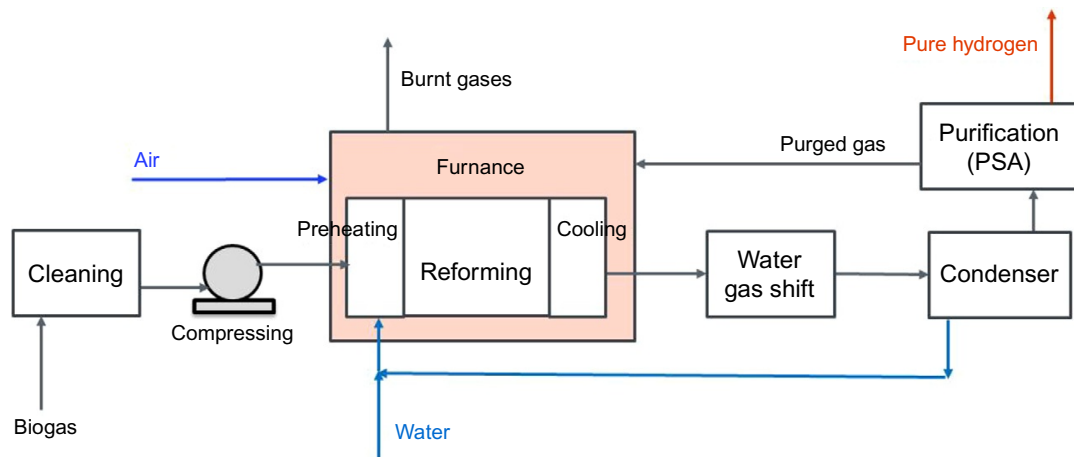 Pure hydrogen
Burnt gases
Purification
(PSA)
Purged gas
Air
Furnance
Preheating
Cooling
Cleaning
Reforming
Water
gas shift
Condenser
Compressing
Biogas
Water